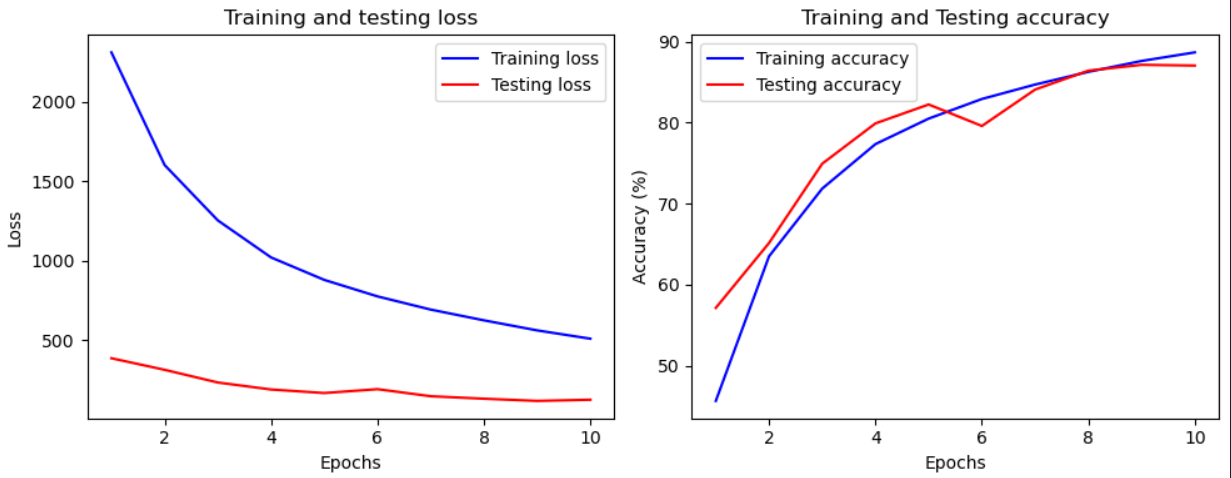 Training and testing loss
Training loss
Testing loss
2000
1500
1000
500
Loss
2 4 6 8 10
Epochs
Training and Testing accuracy
Training accuracy
Testing accuracy
90
80
70
60
50
Accuracy (%)
2 4 6 8 10
Epochs